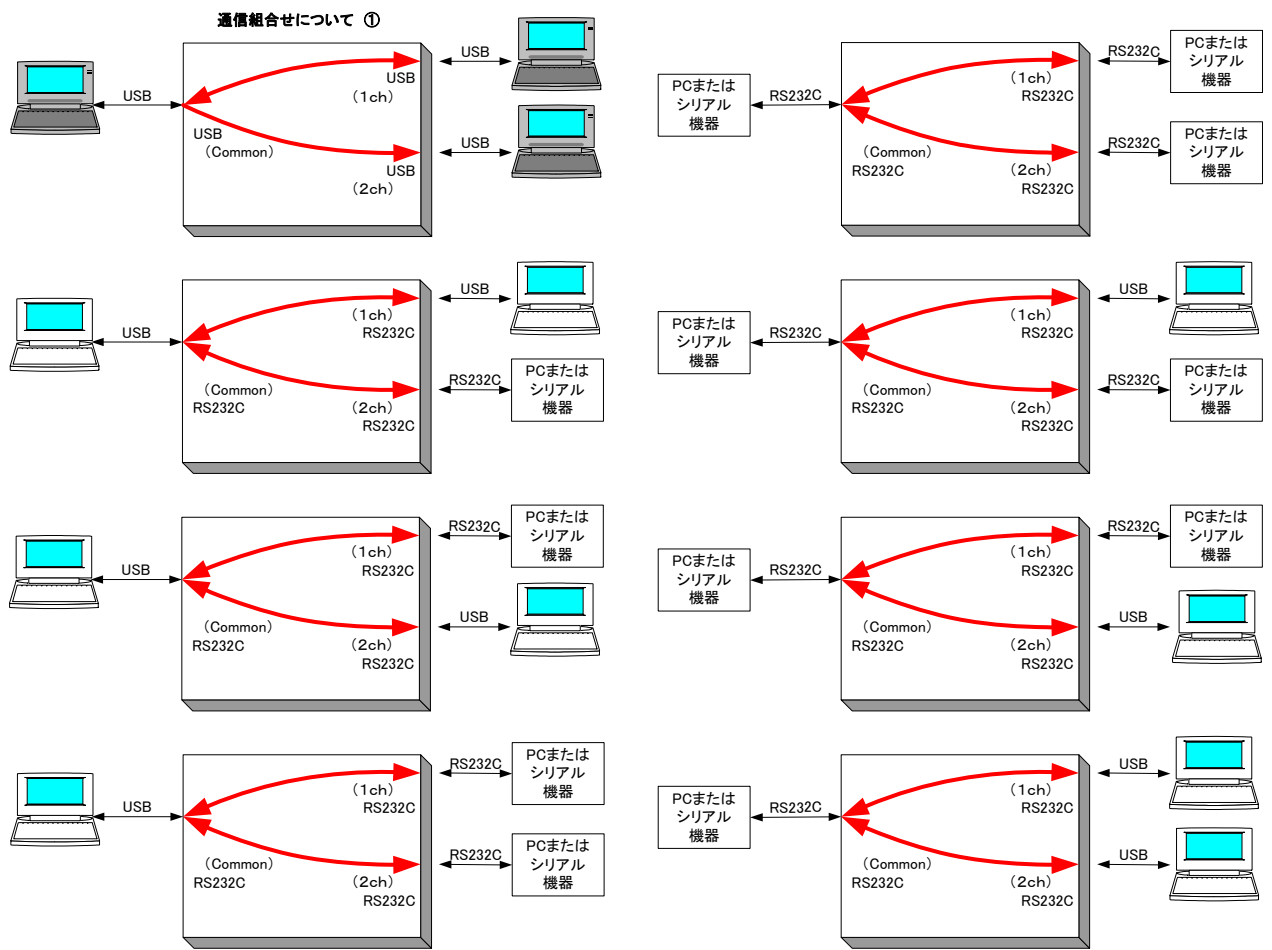 通信組合せについて ①
USB
USB
(Common)
USB
(1ch)
USB
(2ch)
USB
USB
PCまたは
シリアル
機器
RS232C
(Common)
RS232C
(1ch)
RS232C
(2ch)
RS232C
RS232C
PCまたは
シリアル
機器
RS232C
PCまたは
シリアル
機器
USB
(Common)
RS232C
(1ch)
RS232C
(2ch)
RS232C
USB
RS232C
PCまたは
シリアル
機器
PCまたは
シリアル
機器
RS232C
(Common)
RS232C
(1ch)
RS232C
(2ch)
RS232C
USB
RS232C
PCまたは
シリアル
機器
USB
(Common)
RS232C
(1ch)
RS232C
(2ch)
RS232C
RS232C
PCまたは
シリアル
機器
USB
PCまたは
シリアル
機器
RS232C
(Common)
RS232C
(1ch)
RS232C
(2ch)
RS232C
RS232C
PCまたは
シリアル
機器
USB
USB
(Common)
RS232C
(1ch)
RS232C
(2ch)
RS232C
RS232C
PCまたは
シリアル
機器
RS232C
PCまたは
シリアル
機器
PCまたは
シリアル
機器
RS232C
(Common)
RS232C
(1ch)
RS232C
(2ch)
RS232C
USB
USB